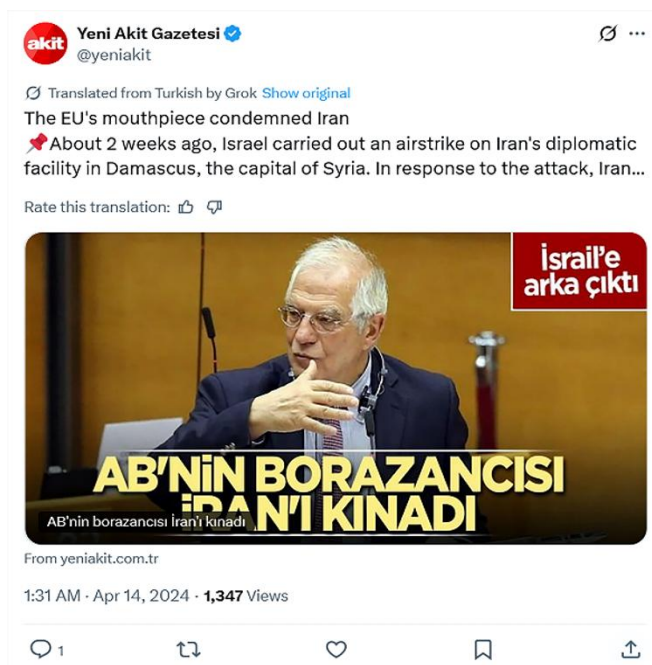 akit
Yeni Akit Gazetesi
@yeniakit
Translated from Turkish by Grok Show original
The EU's mouthpiece condemned Iran
📌About 2 weeks ago, Israel carried out an airstrike on Iran's diplomatic
facility in Damascus, the capital of Syria. In response to the attack, Iran...
Rate this translation:
İsrail'e
arka çıktı
AB'NİN BORAZANCISI
İRAN'I KINADI
AB'nin borazancısı İran'ı kınadı
From yeniakit.com.tr
1:31 AM · Apr 14, 2024 · 1,347 Views
1